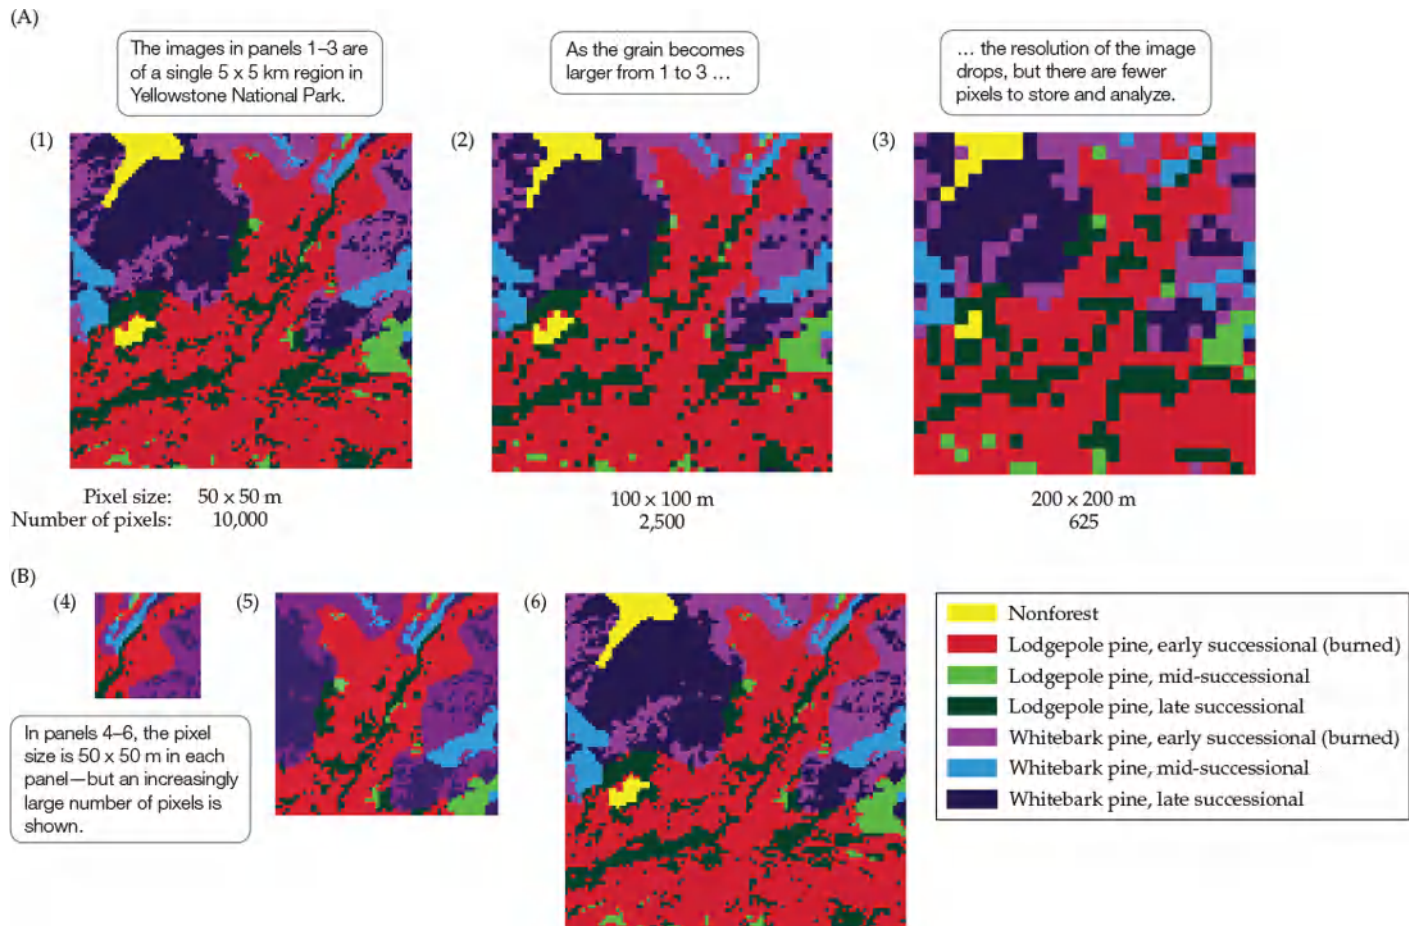 (A)
The images in panels 1–3 are
of a single 5 x 5 km region in
Yellowstone National Park.
As the grain becomes
larger from 1 to 3 …
… the resolution of the image
drops, but there are fewer
pixels to store and analyze.
(1)
(2)
(3)
Pixel size: 50 x 50 m
100 x 100 m
200 x 200 m
Number of pixels: 10,000
2,500
625
(B)
(4)
(5)
(6)
In panels 4–6, the pixel
size is 50 x 50 m in each
panel—but an increasingly
large number of pixels is
shown.
Nonforest
Lodgepole pine, early successional (burned)
Lodgepole pine, mid-successional
Lodgepole pine, late successional
Whitebark pine, early successional (burned)
Whitebark pine, mid-successional
Whitebark pine, late successional